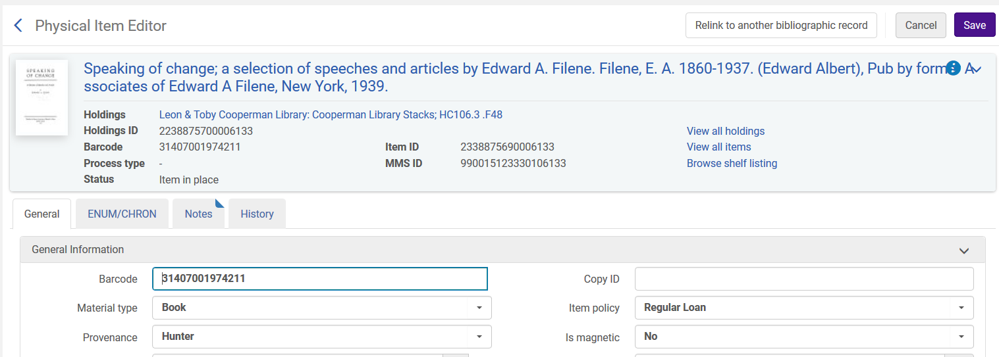 Physical Item Editor
Relink to another bibliographic record
Cancel
Save
SPEAKING
OF CHANGE
Speaking of change; a selection of speeches and articles by Edward A. Filene. Filene, E. A. 1860-1937. (Edward Albert), Pub by form A
ssociates of Edward A Filene, New York, 1939.
Holdings Leon & Toby Cooperman Library: Cooperman Library Stacks; HC106.3 .F48
Holdings ID 2238875700006133 View all holdings
Barcode 31407001974211 Item ID 2338875690006133 View all items
Process type - MMS ID 990015123330106133 Browse shelf listing
Status Item in place
General ENUM/CHRON Notes History
General Information
Barcode 31407001974211 Copy ID
Material type Book Item policy Regular Loan
Provenance Hunter Is magnetic No